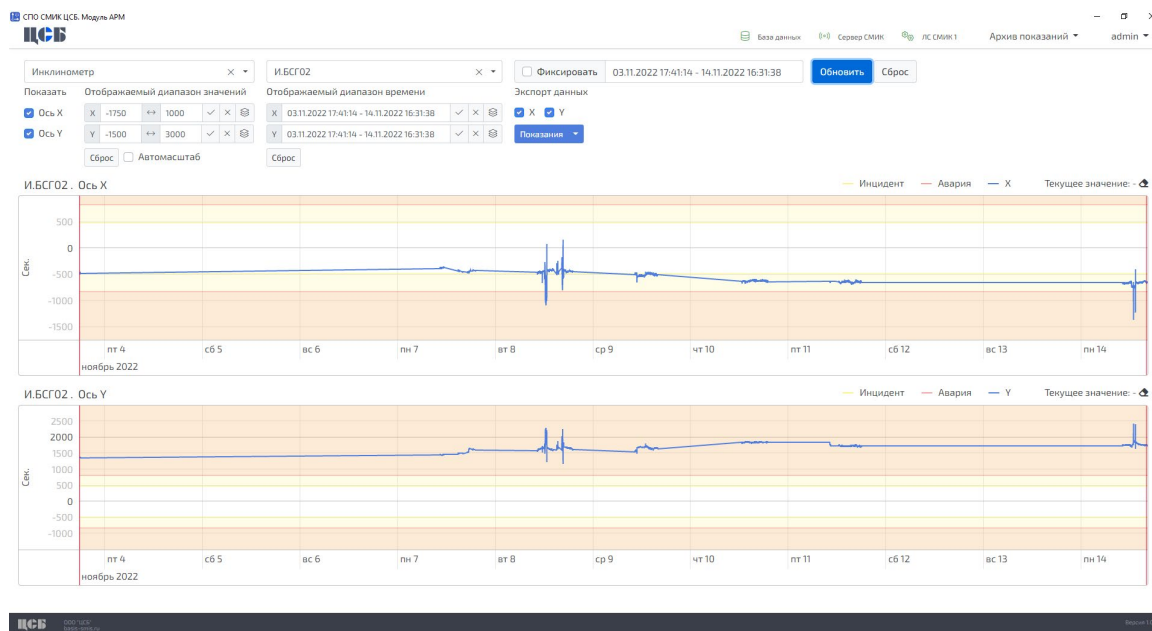 СПО СМИК ЦСБ. Модуль АРМ
ЦСБ
База данных Сервер СМИК ЛС СМИК 1 Архив показаний admin
Инклинометр И.БСГ02 Фиксировать 03.11.2022 17:41:14 - 14.11.2022 16:31:38 Обновить Сброс
Показать Отображаемый диапазон значений Отображаемый диапазон времени Экспорт данных
Ось X X -1750 1000 X 03.11.2022 17:41:14 - 14.11.2022 16:31:38 X Y
Ось Y Y -1500 3000 Y 03.11.2022 17:41:14 - 14.11.2022 16:31:38 Показания
Сброс Автомасштаб Сброс
И.БСГ02 . Ось X Инцидент Авария X Текущее значение: -
500
0
Сек.
-500
-1000
-1500
пт 4 сб 5 вс 6 пн 7 вт 8 ср 9 чт 10 пт 11 сб 12 вс 13 пн 14
ноябрь 2022
И.БСГ02 . Ось Y Инцидент Авария Y Текущее значение: -
2500
2000
1500
1000
Сек.
500
0
-500
-1000
пт 4 сб 5 вс 6 пн 7 вт 8 ср 9 чт 10 пт 11 сб 12 вс 13 пн 14
ноябрь 2022
ЦСБ ООО "ЦСБ"